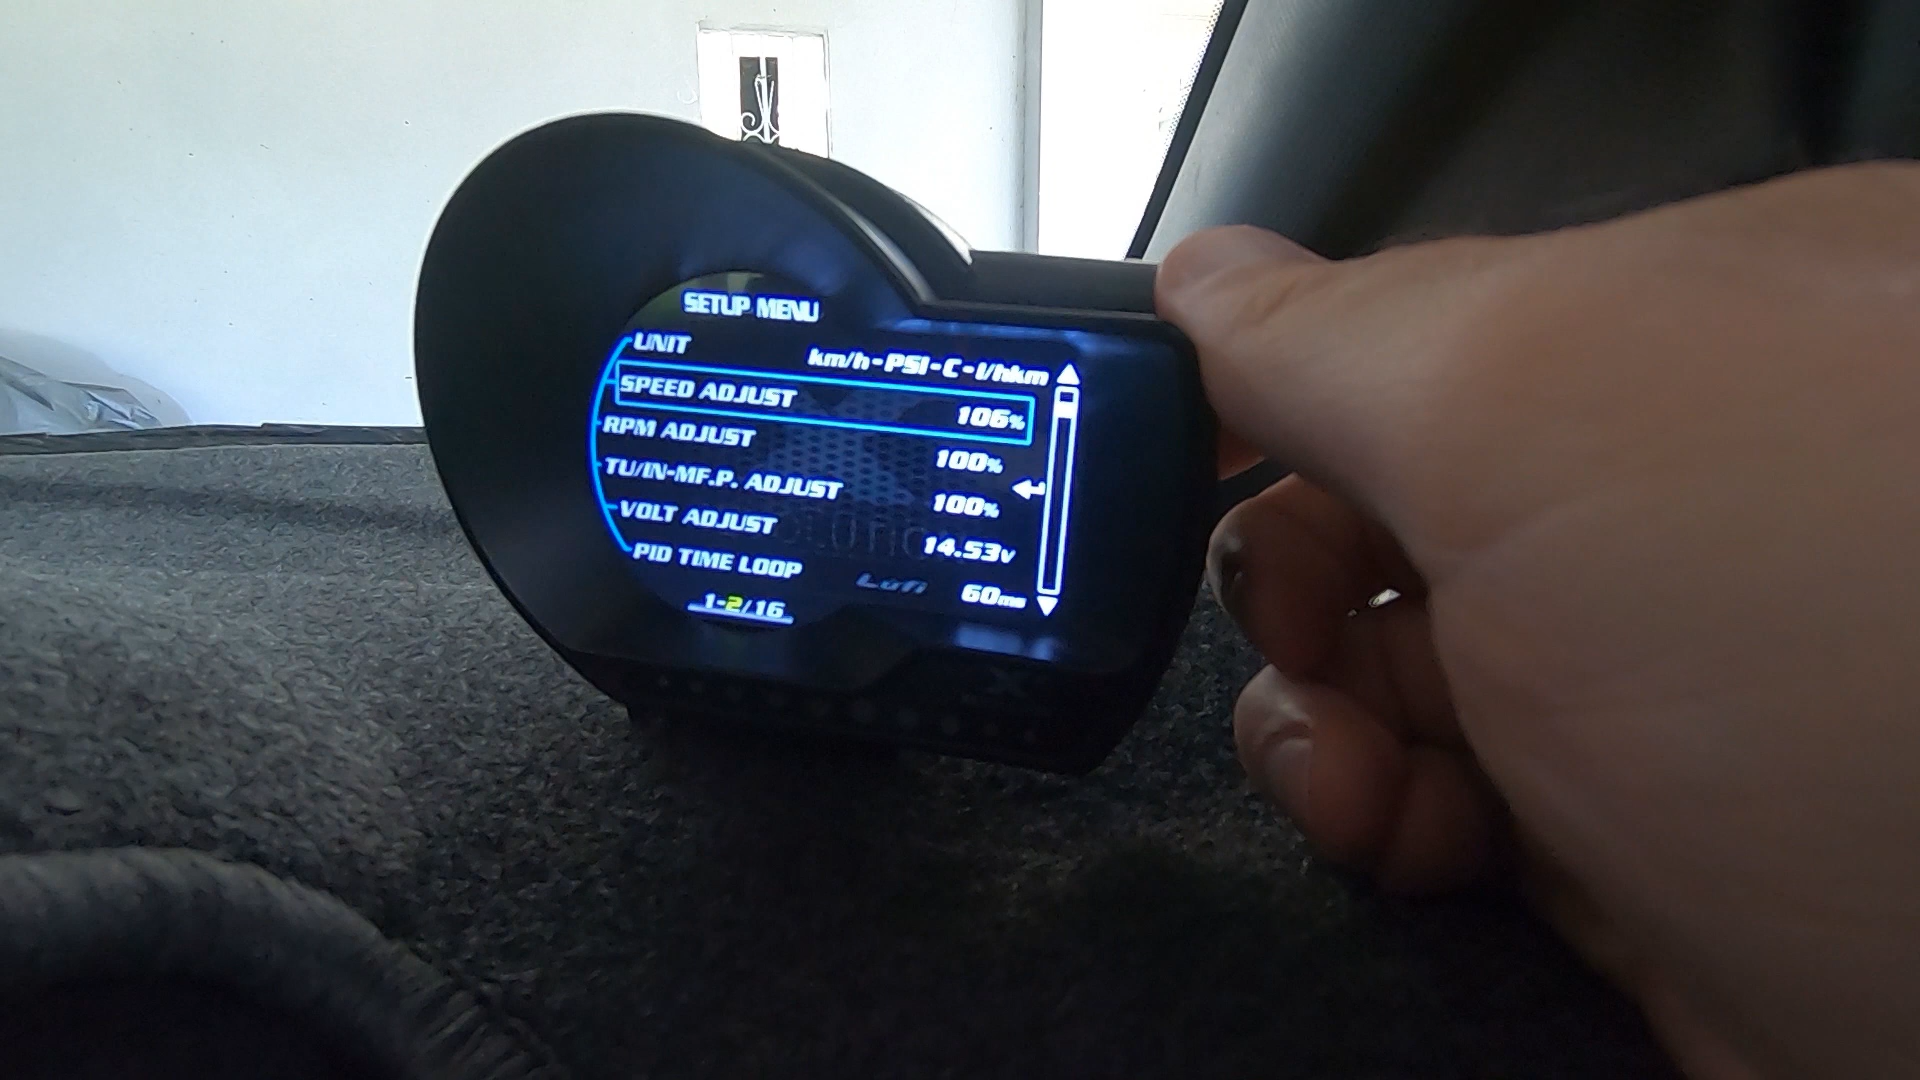 SETUP MENU
UNIT km/h-PSI-C-l/hkm
SPEED ADJUST 106%
RPM ADJUST 100%
TU/IN-MF.P. ADJUST 100%
VOLT ADJUST 14.53v
PID TIME LOOP 60ms
Lufi
1-2/16
X